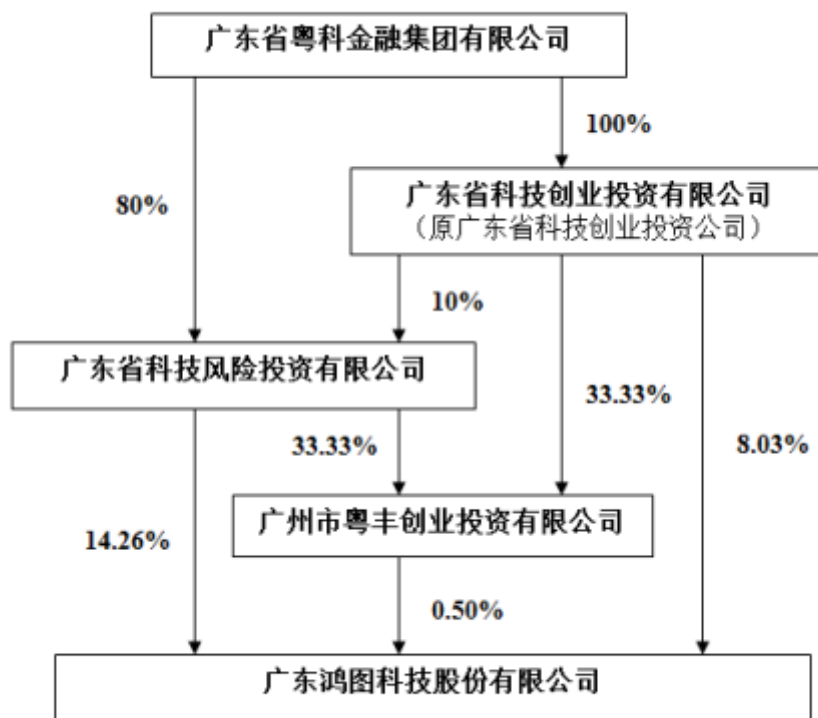 广东省粤科金融集团有限公司
100%
80%
广东省科技创业投资有限公司
（原广东省科技创业投资公司）
10%
广东省科技风险投资有限公司
33.33%
33.33%
8.03%
广州市粤丰创业投资有限公司
14.26%
0.50%
广东鸿图科技股份有限公司